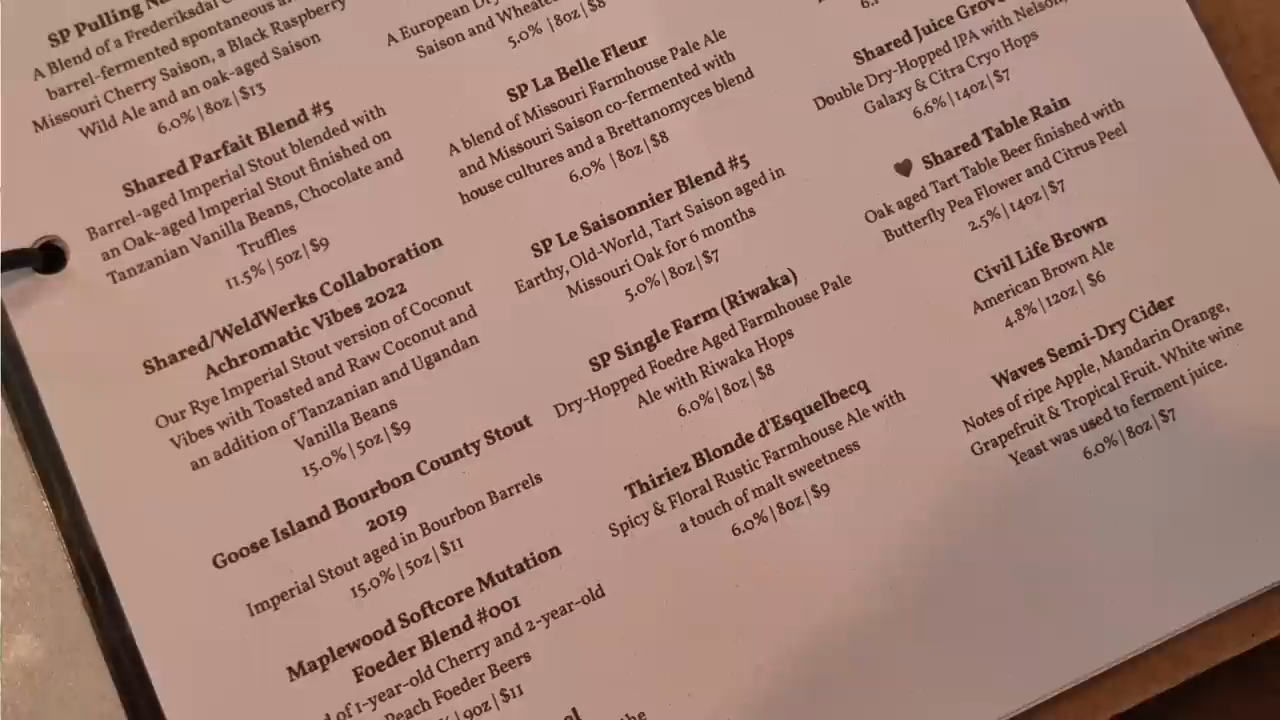 SP Pulling
A Blend of a Frederiksdal
barrel-fermented spontaneous
Missouri Cherry Saison, a Black Raspberry
Wild Ale and an oak-aged Saison
6.0% | 8oz | $13
Shared Parfait Blend #5
Barrel-aged Imperial Stout blended with
an Oak-aged Imperial Stout finished on
Tanzanian Vanilla Beans, Chocolate and
Truffles
11.5% | 5oz | $9
Shared/WeldWerks Collaboration
Achromatic Vibes 2022
Our Rye Imperial Stout version of Coconut
Vibes with Toasted and Raw Coconut and
an addition of Tanzanian and Ugandan
Vanilla Beans
15.0% | 5oz | $9
Goose Island Bourbon County Stout
2019
Imperial Stout aged in Bourbon Barrels
15.0% | 5oz | $11
Maplewood Softcore Mutation
Foeder Blend #001
of 1-year-old Cherry and 2-year-old
Peach Foeder Beers
% | 9oz | $11
the
A European Dry
Saison and Wheated
5.0% | 8oz | $8
SP La Belle Fleur
A blend of Missouri Farmhouse Pale Ale
and Missouri Saison co-fermented with
house cultures and a Brettanomyces blend
6.0% | 8oz | $8
SP Le Saisonnier Blend #5
Earthy, Old-World, Tart Saison aged in
Missouri Oak for 6 months
5.0% | 8oz | $7
SP Single Farm (Riwaka)
Dry-Hopped Foedre Aged Farmhouse Pale
Ale with Riwaka Hops
6.0% | 8oz | $8
Thiriez Blonde d'Esquelbecq
Spicy & Floral Rustic Farmhouse Ale with
a touch of malt sweetness
6.0% | 8oz | $9
Shared Juice Grove
Double Dry-Hopped IPA with Nelson,
Galaxy & Citra Cryo Hops
6.6% | 14oz | $7
♥ Shared Table Rain
Oak aged Tart Table Beer finished with
Butterfly Pea Flower and Citrus Peel
2.5% | 14oz | $7
Civil Life Brown
American Brown Ale
4.8% | 12oz | $6
Waves Semi-Dry Cider
Notes of ripe Apple, Mandarin Orange,
Grapefruit & Tropical Fruit. White wine
Yeast was used to ferment juice.
6.0% | 8oz | $7